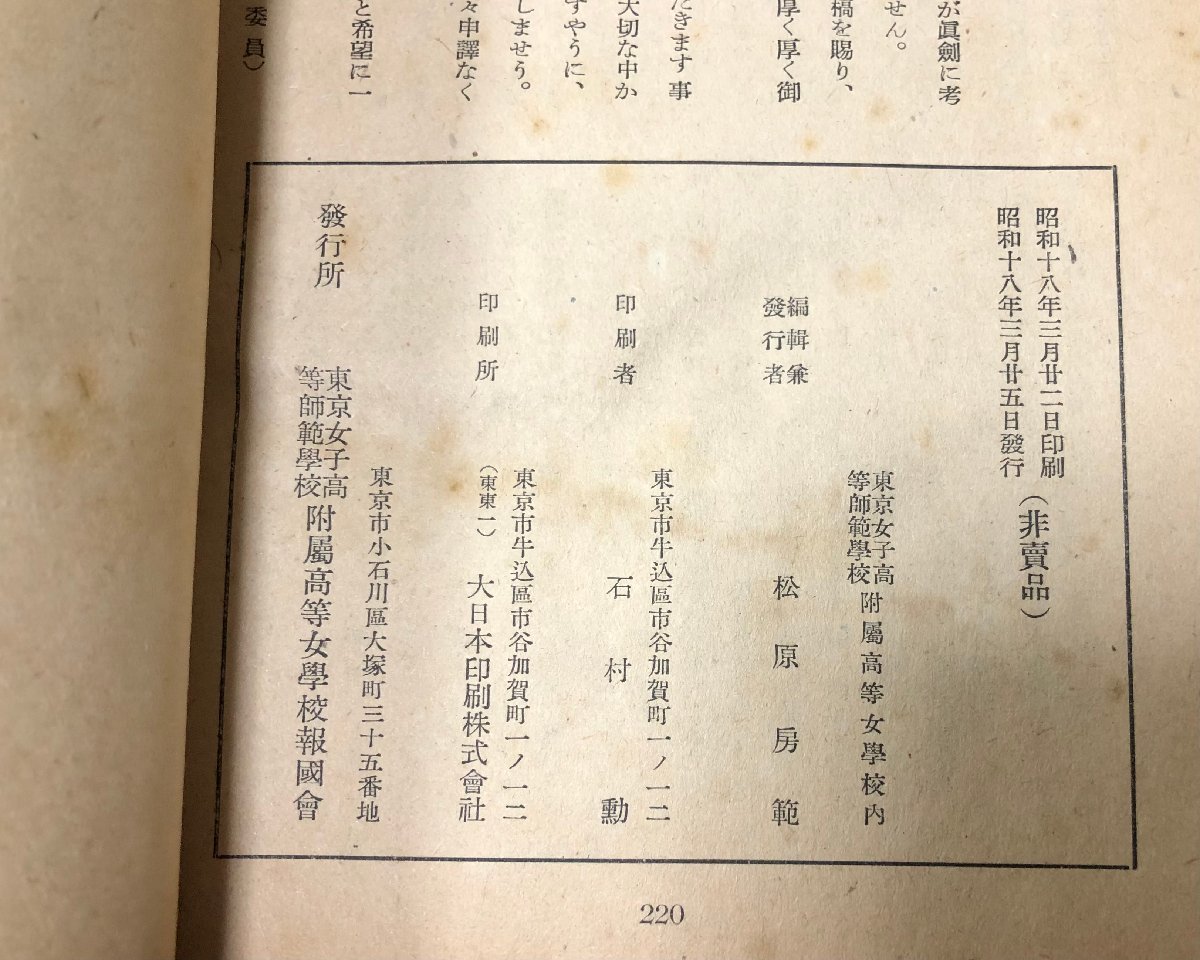 が眞劍に考
せん。
稿を賜り、
厚く厚く御
たきます事
大切な中か
すやうに、
しませう。
々申譯なく
と希望に一
委員）
昭和十八年三月廿二日印刷
昭和十八年三月廿五日發行
（非賣品）
東京女子高
等師範學校
附屬高等女學校內
編輯兼
發行者
松原房範
東京市牛込區市谷加賀町一ノ一二
印刷者
石村勳
東京市牛込區市谷加賀町一ノ一二
（東東一）
印刷所
大日本印刷株式會社
東京市小石川區大塚町三十五番地
發行所
東京女子高
等師範學校
附屬高等女學校報國會
220